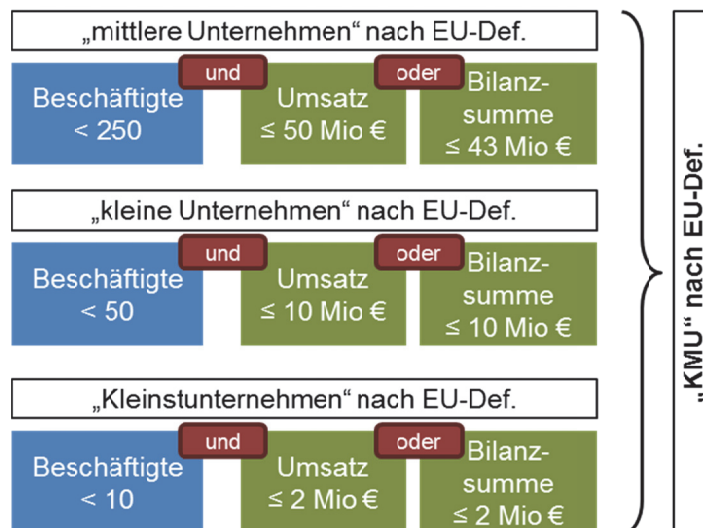 „mittlere Unternehmen“ nach EU-Def.
und
oder
Beschäftigte
< 250
Umsatz
≤ 50 Mio €
Bilanz-
summe
≤ 43 Mio €
„kleine Unternehmen“ nach EU-Def.
und
oder
Beschäftigte
< 50
Umsatz
≤ 10 Mio €
Bilanz-
summe
≤ 10 Mio €
„Kleinstunternehmen“ nach EU-Def.
und
oder
Beschäftigte
< 10
Umsatz
≤ 2 Mio €
Bilanz-
summe
≤ 2 Mio €
„KMU“ nach EU-Def.